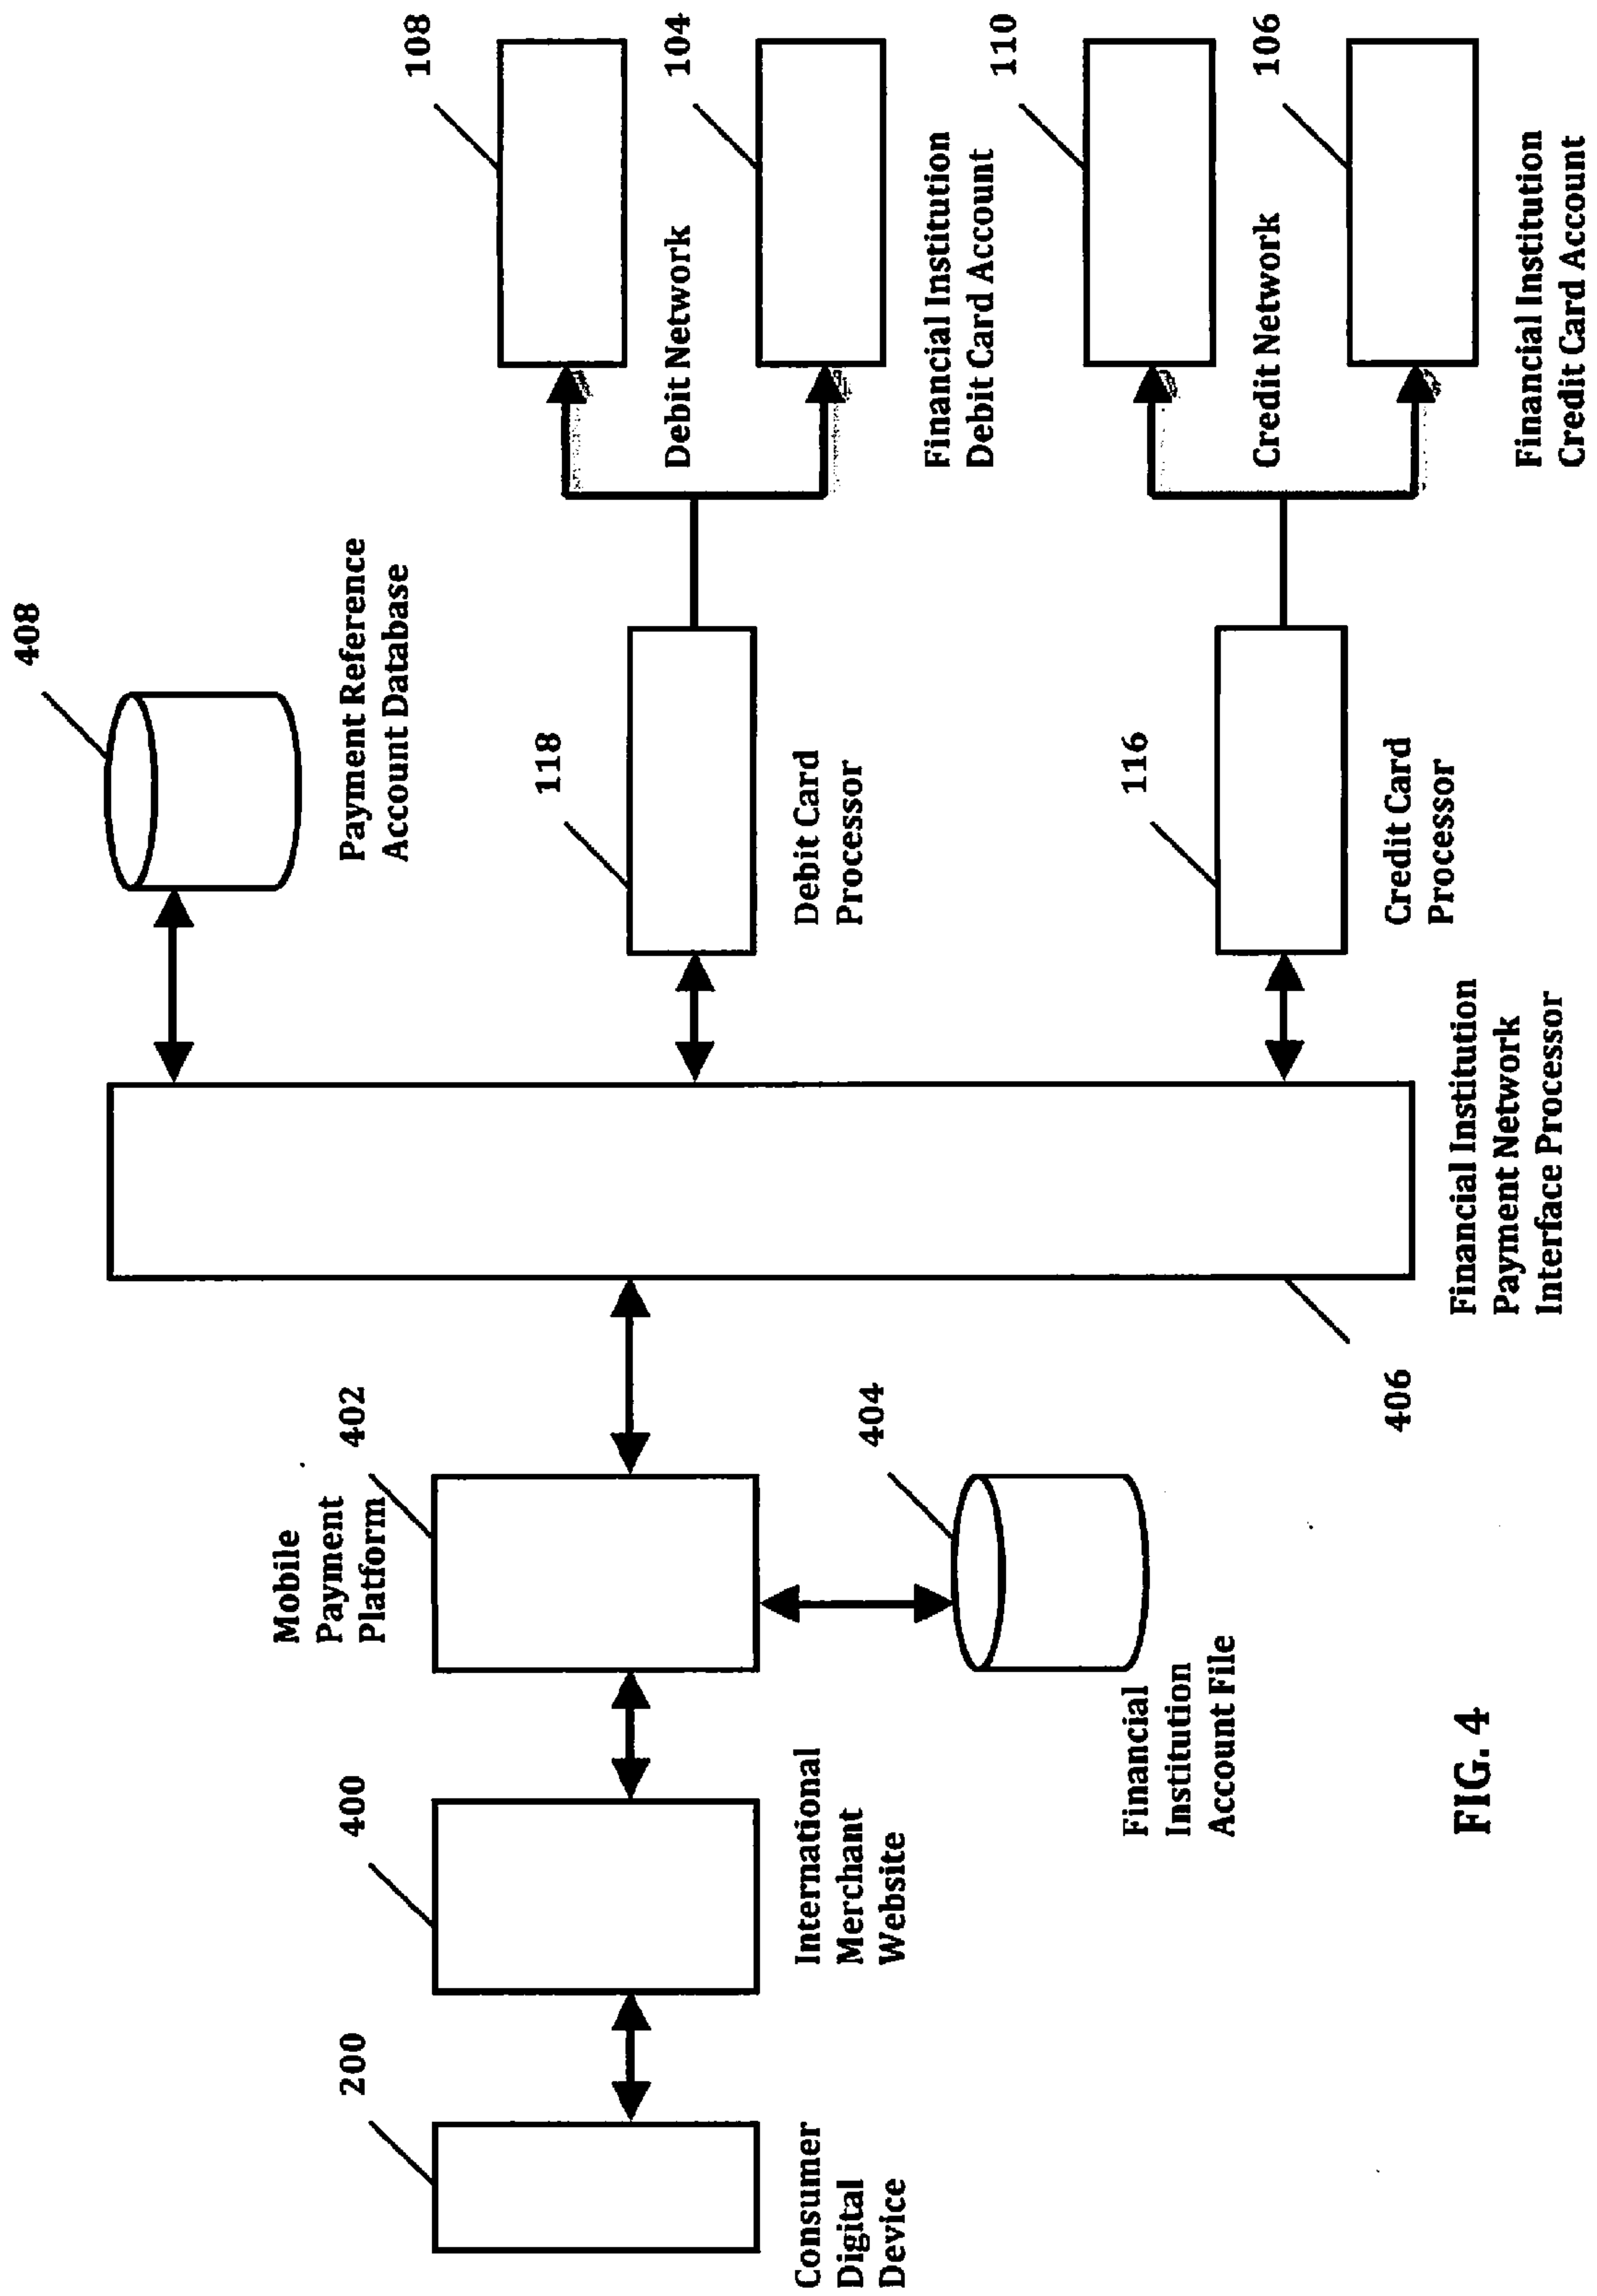 408
Payment Reference
Account Database
108
Debit Network
104
Financial Institution
Debit Card Account
118
Debit Card
Processor
110
Credit Network
106
Financial Institution
Credit Card Account
116
Credit Card
Processor
Mobile
Payment
Platform
402
400
International
Merchant
Website
200
Consumer
Digital
Device
404
Financial
Institution
Account File
406
Financial Institution
Payment Network
Interface Processor
FIG. 4